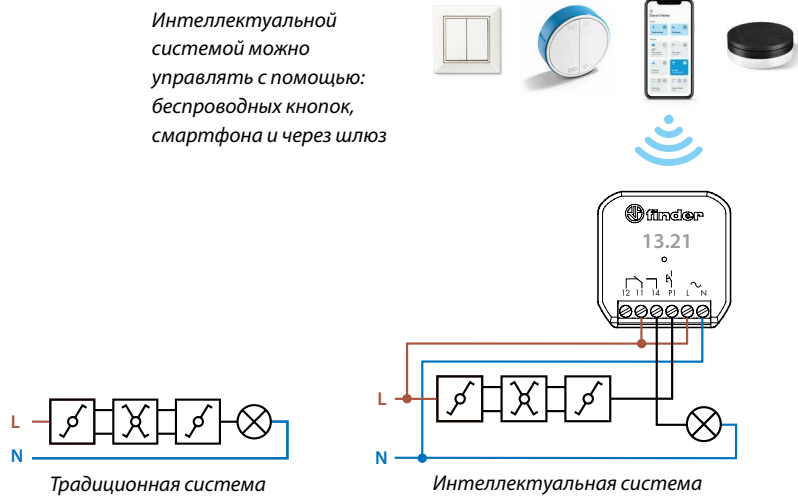 Интеллектуальной
системой можно
управлять с помощью:
беспроводных кнопок,
смартфона и через шлюз
finder
13.21
12 11 14 P1 L N
L
N
Традиционная система
L
N
Интеллектуальная система